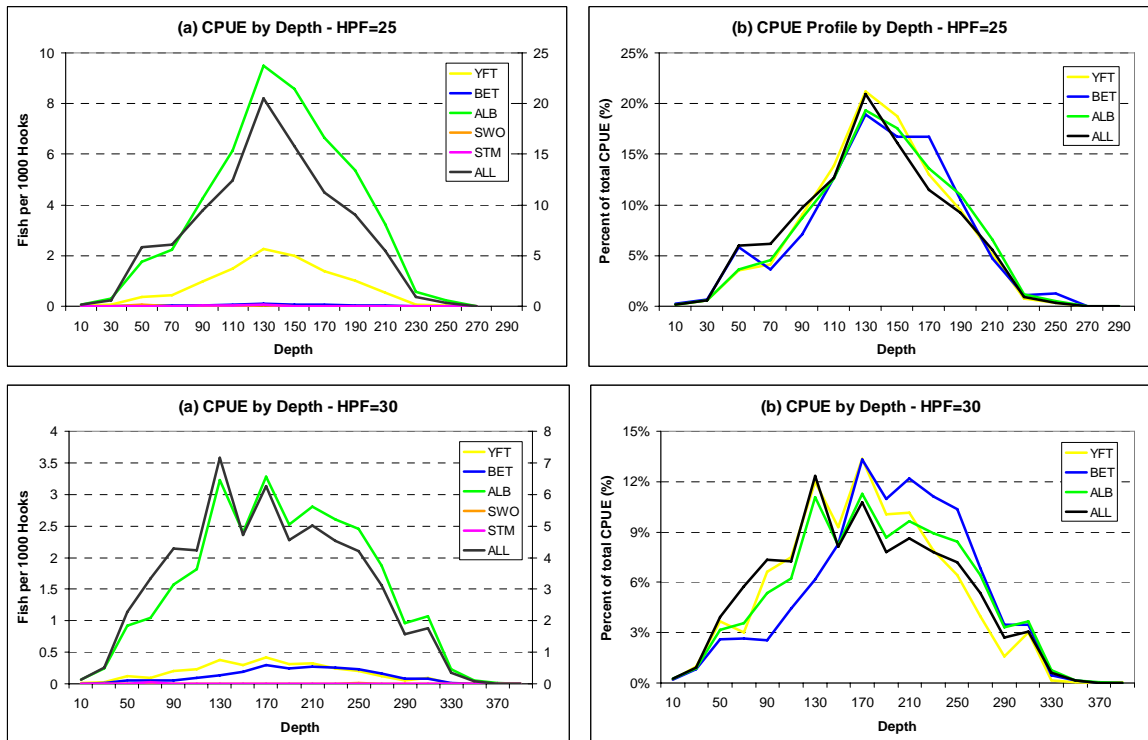 (a) CPUE by Depth - HPF=25
Fish per 1000 Hooks
10
8
6
4
2
0
25
20
15
10
5
0
YFT
BET
ALB
SWO
STM
ALL
10 30 50 70 90 110 130 150 170 190 210 230 250 270 290
Depth
(b) CPUE Profile by Depth - HPF=25
Percent of total CPUE (%)
25%
20%
15%
10%
5%
0%
YFT
BET
ALB
ALL
10 30 50 70 90 110 130 150 170 190 210 230 250 270 290
Depth
(a) CPUE by Depth - HPF=30
Fish per 1000 Hooks
4
3.5
3
2.5
2
1.5
1
0.5
0
8
7
6
5
4
3
2
1
0
YFT
BET
ALB
SWO
STM
ALL
10 50 90 130 170 210 250 290 330 370
Depth
(b) CPUE by Depth - HPF=30
Percent of total CPUE (%)
15%
12%
9%
6%
3%
0%
YFT
BET
ALB
ALL
10 50 90 130 170 210 250 290 330 370
Depth